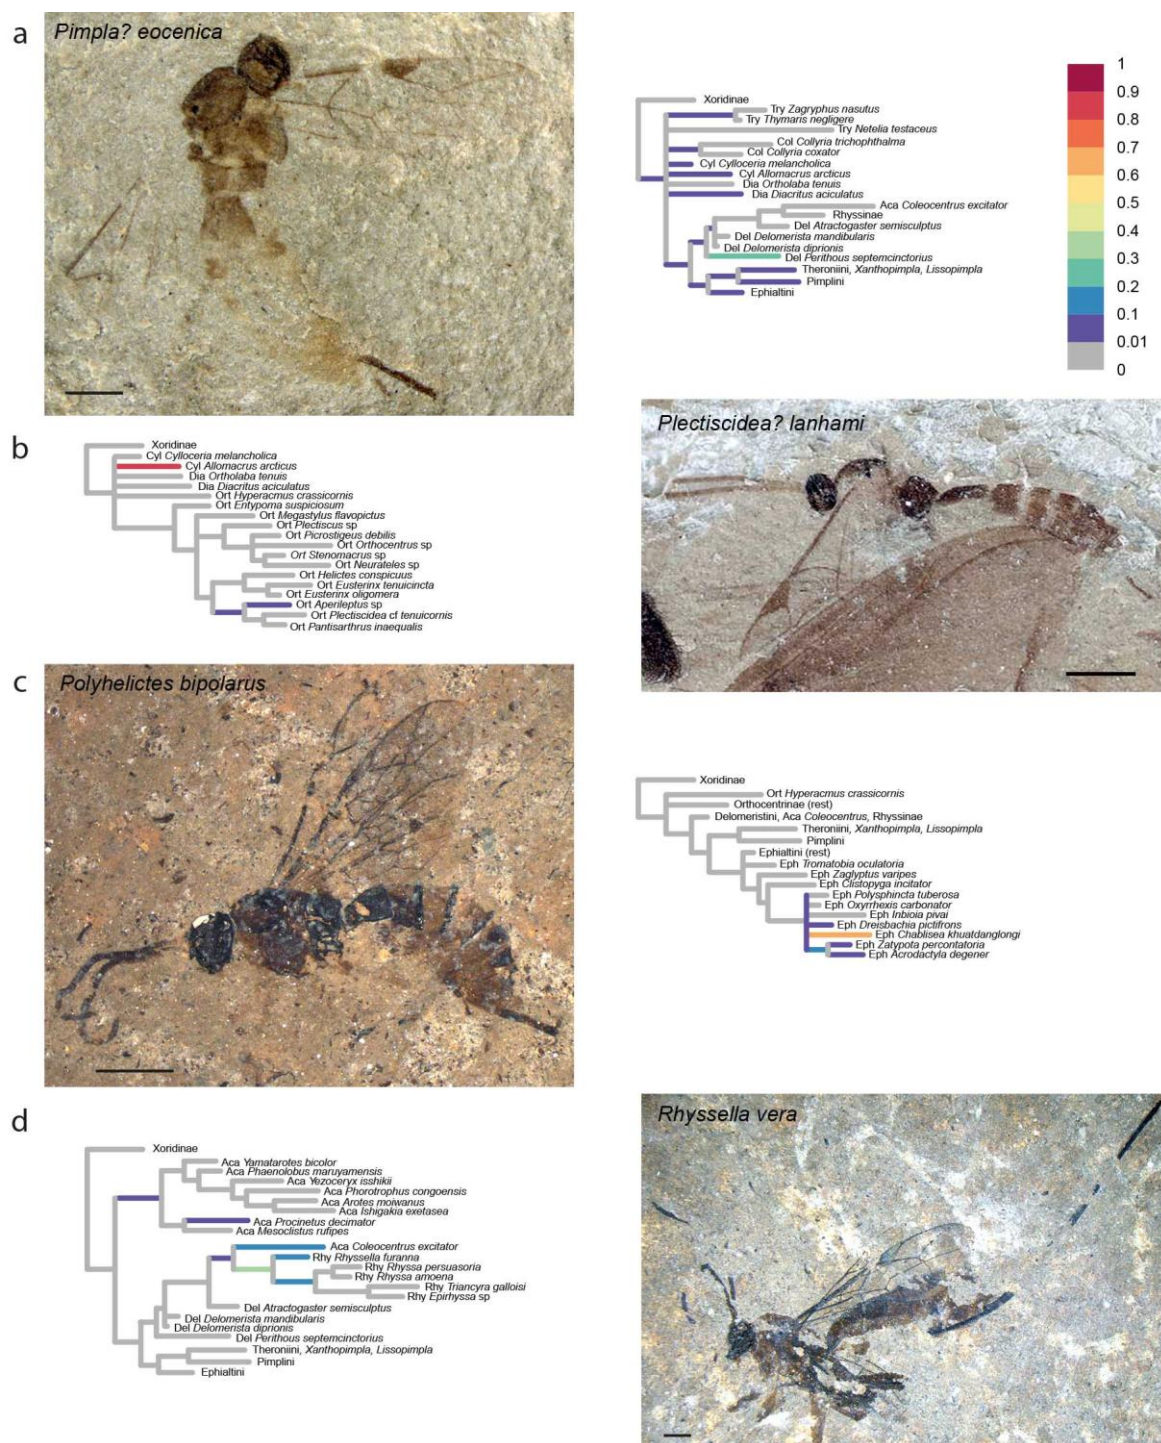 a
Pimpla? eocenica
Xoridinae
Try Zagryphus nasutus
Try Thymaris negligere
Try Netelia testaceus
Col Collyria trichophthalma
Col Collyria coxator
Cyl Cylloceria melancholica
Cyl Allomacrus arcticus
Dia Ortholaba tenuis
Dia Diacritus aciculatus
Aca Coleocentrus excitator
Rhyssinae
Del Atractogaster semisculptus
Del Delomerista mandibularis
Del Delomerista diprionis
Del Perithous septemcinctorius
Theroniini, Xanthopimpla, Lissopimpla
Pimplini
Ephialtini
1
0.9
0.8
0.7
0.6
0.5
0.4
0.3
0.2
0.1
0.01
0
b
Xoridinae
Cyl Cylloceria melancholica
Cyl Allomacrus arcticus
Dia Ortholaba tenuis
Dia Diacritus aciculatus
Ort Hyperacmus crassicornis
Ort Entypoma suspiciosum
Ort Megastylus flavopictus
Ort Plectiscus sp
Ort Picrostigeus debilis
Ort Orthocentrus sp
Ort Stenomacrus sp
Ort Neurateles sp
Ort Helictes conspicuus
Ort Eusterinx tenuicincta
Ort Eusterinx oligomera
Ort Aperileptus sp
Ort Plectiscidea cf tenuicornis
Ort Pantisarthrus inaequalis
Plectiscidea? lanhami
c
Polyhelictes bipolarus
Xoridinae
Ort Hyperacmus crassicornis
Orthocentrinae (rest)
Delomeristini, Aca Coleocentrus, Rhyssinae
Theroniini, Xanthopimpla, Lissopimpla
Pimplini
Ephialtini (rest)
Eph Tromatobia oculatoria
Eph Zaglyptus varipes
Eph Clistopyga incitator
Eph Polysphincta tuberosa
Eph Oxyrrhexis carbonator
Eph Inbioia pivai
Eph Dreisbachia pictifrons
Eph Chablisea khuatdanglongi
Eph Zatypota percontatoria
Eph Acrodactyla degener
d
Xoridinae
Aca Yamatarotes bicolor
Aca Phaenolobus maruyamensis
Aca Yezoceryx isshikii
Aca Phorotrophus congoensis
Aca Arotes moiwanus
Aca Ishigakia exetasea
Aca Procinetus decimator
Aca Mesoclistus rufipes
Aca Coleocentrus excitator
Rhy Rhyssella furanna
Rhy Rhyssa persuasoria
Rhy Rhyssa amoena
Rhy Triancyra galloisi
Rhy Epirhyssa sp
Del Atractogaster semisculptus
Del Delomerista mandibularis
Del Delomerista diprionis
Del Perithous septemcinctorius
Theroniini, Xanthopimpla, Lissopimpla
Pimplini
Ephialtini
Rhyssella vera